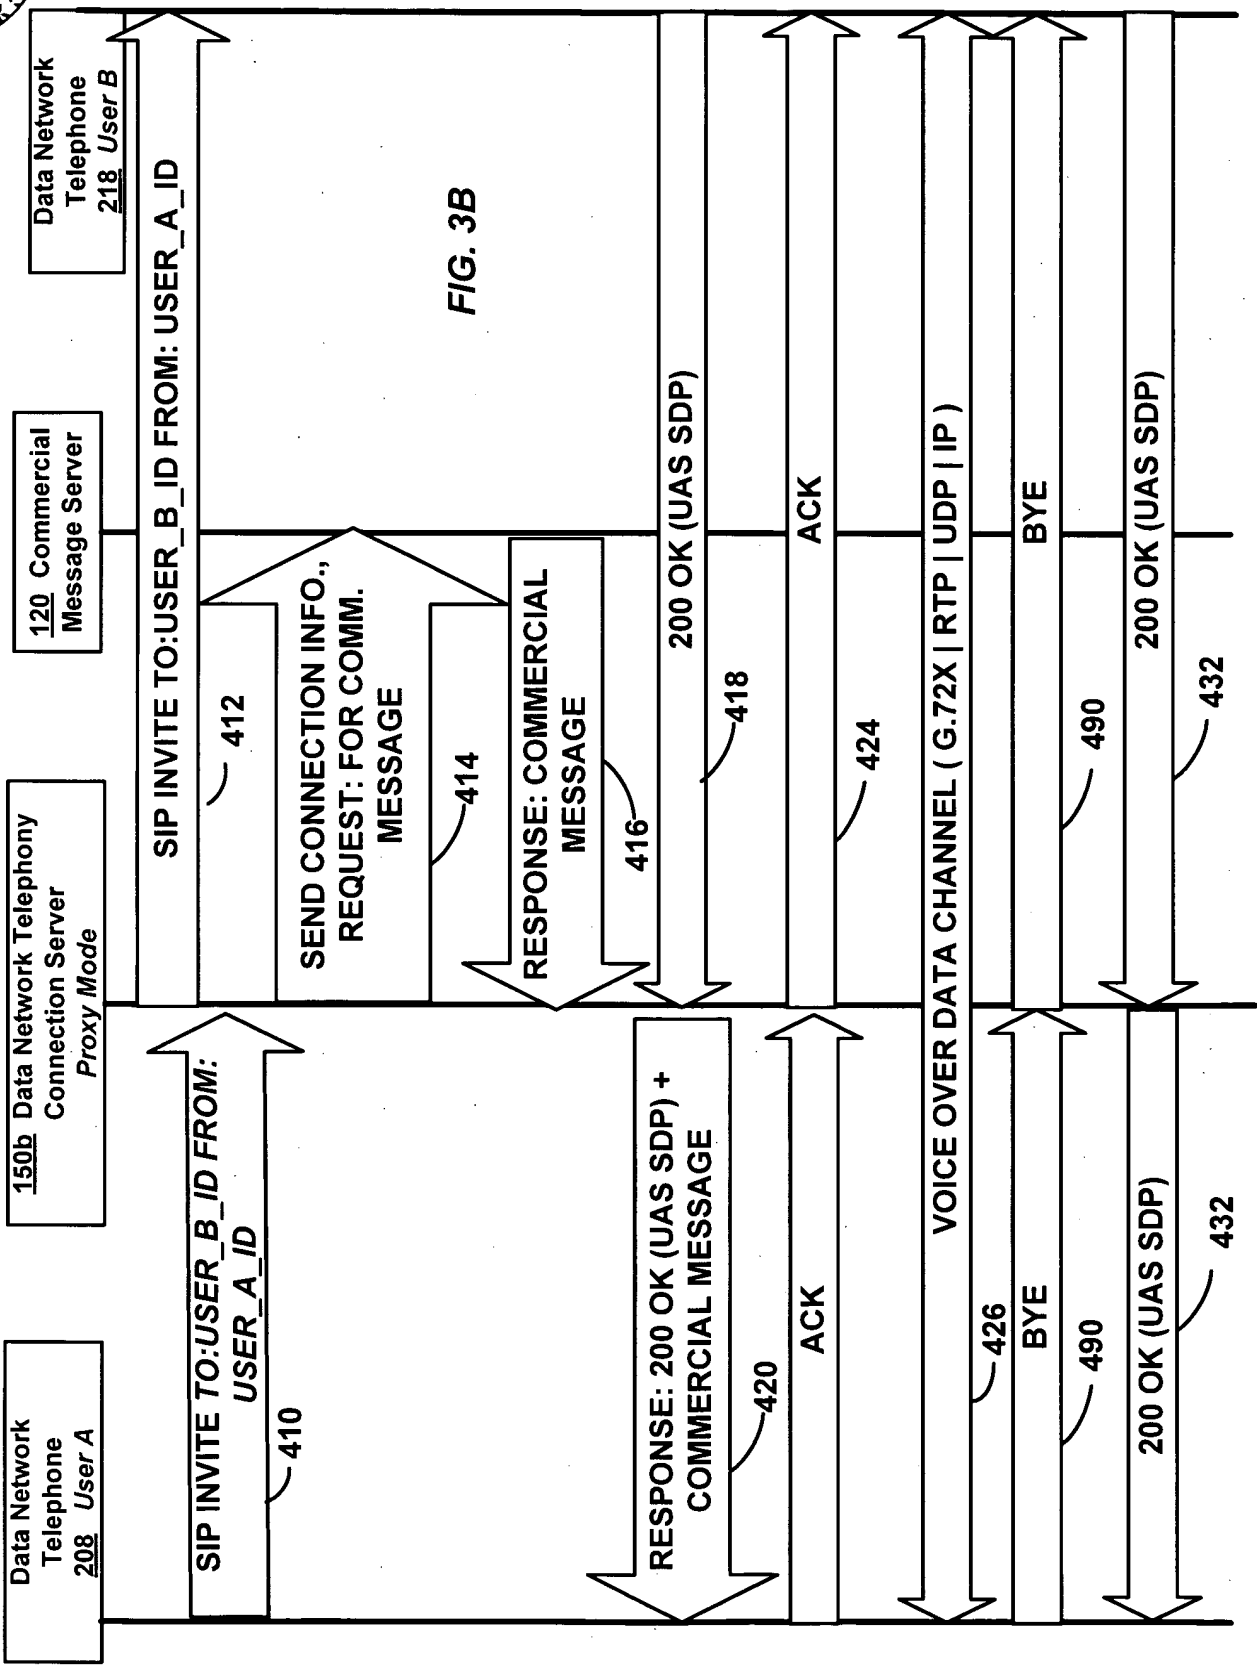 Data Network
Telephone
208 User A
150b Data Network Telephony
Connection Server
Proxy Mode
120 Commercial
Message Server
Data Network
Telephone
218 User B
SIP INVITE TO:USER_B_ID FROM: USER_A_ID
412
SIP INVITE TO:USER_B_ID FROM:
USER_A_ID
410
SEND CONNECTION INFO.,
REQUEST: FOR COMM.
MESSAGE
414
FIG. 3B
RESPONSE: COMMERCIAL
MESSAGE
416
200 OK (UAS SDP)
418
RESPONSE: 200 OK (UAS SDP) +
COMMERCIAL MESSAGE
420
ACK
ACK
424
VOICE OVER DATA CHANNEL ( G.72X | RTP | UDP | IP )
426
BYE
490
BYE
490
200 OK (UAS SDP)
432
200 OK (UAS SDP)
432